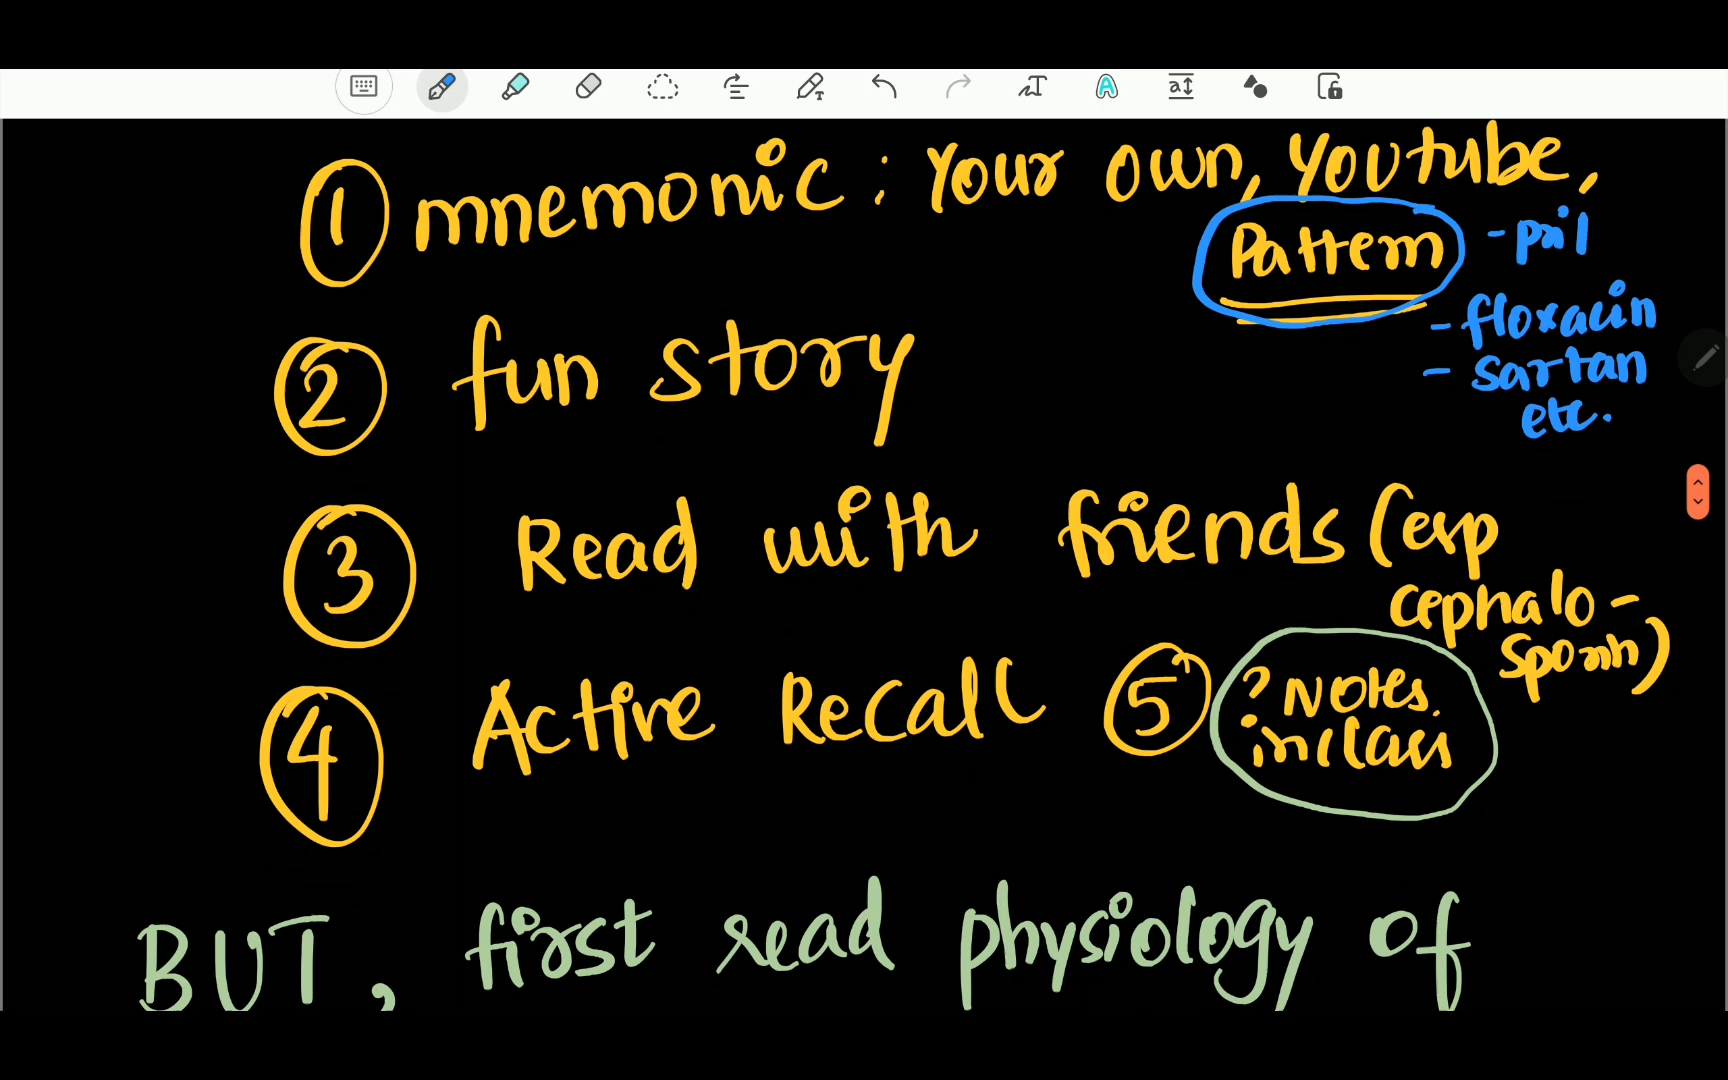 ① mnemonic : Your own, YouTube,
Pattern
- pril
- floxacin
- sartan
etc.
② fun story
③ Read with friends (esp
cephalo-
sporin)
④ Active Recall ⑤ ? Notes.
in class
BUT, first read physiology of